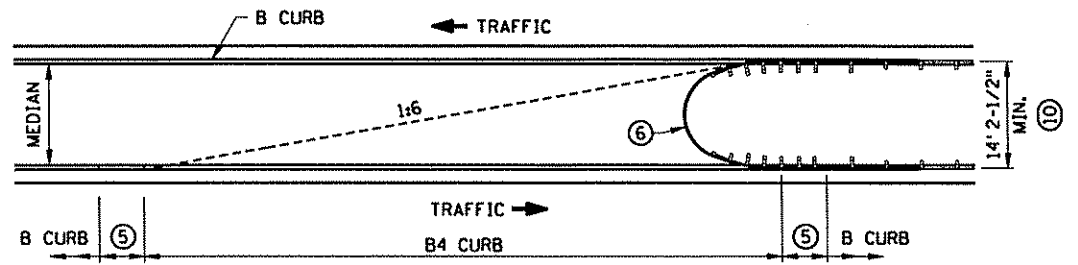 B CURB
TRAFFIC
MEDIAN
1:6
6
14' 2-1/2"
MIN.
10
TRAFFIC
B CURB
5
B4 CURB
5
B CURB